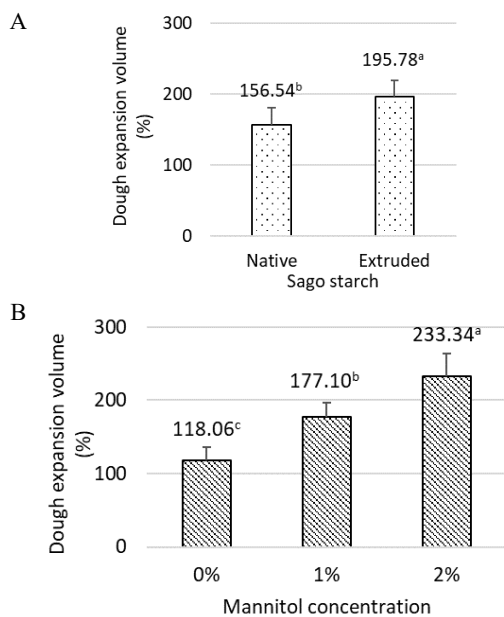 A
Dough expansion volume
(%)
300
200
100
0
156.54ᵇ
195.78ᵃ
Native
Extruded
Sago starch
B
Dough expansion volume
(%)
300
200
100
0
118.06ᶜ
177.10ᵇ
233.34ᵃ
0%
1%
2%
Mannitol concentration